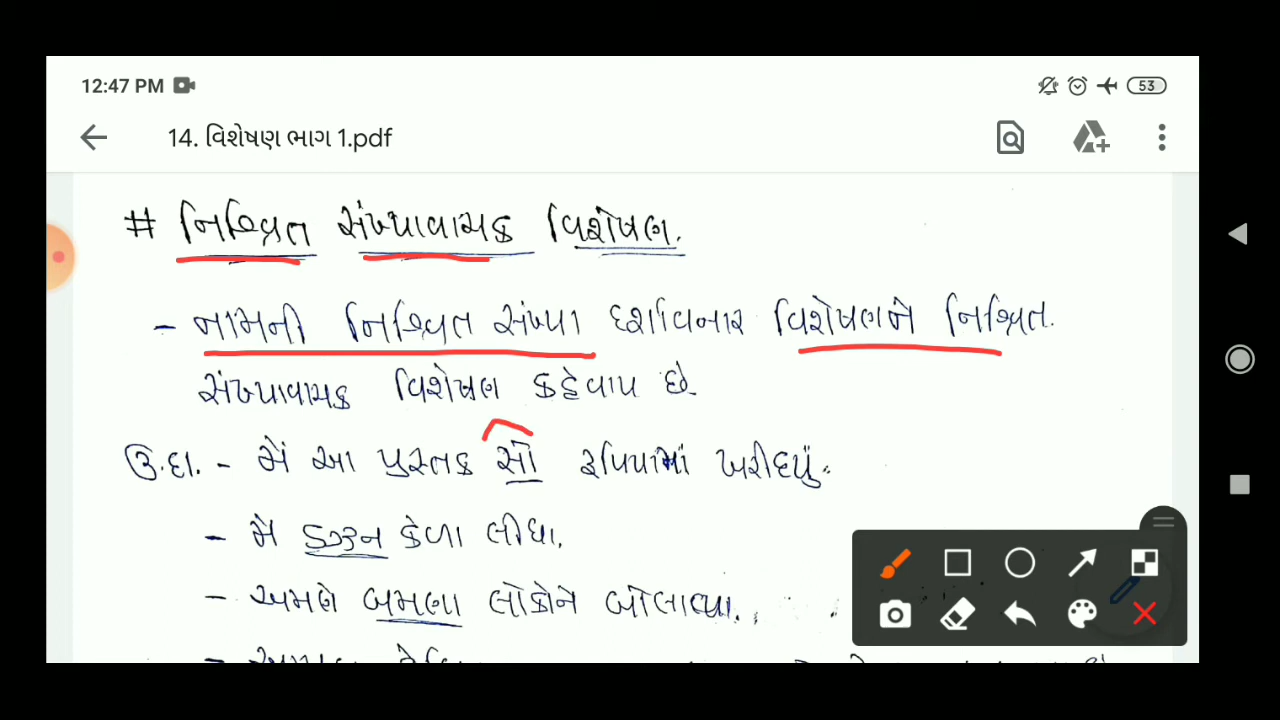 12:47 PM
53
14. વિશેષણ ભાગ 1.pdf
# નિશ્ચિત સંખ્યાવાચક વિશેષણ.
- નામની નિશ્ચિત સંખ્યા દર્શાવનાર વિશેષણને નિશ્ચિત.
સંખ્યાવાચક વિશેષણ કહેવાય છે.
ઉ.દા. - મેં આ પુસ્તક સો રૂપિયામાં ખરીદ્યું.
- મેં ડઝન કેળા લીધા.
- અમણે બમણા લોકોને બોલાવ્યા.